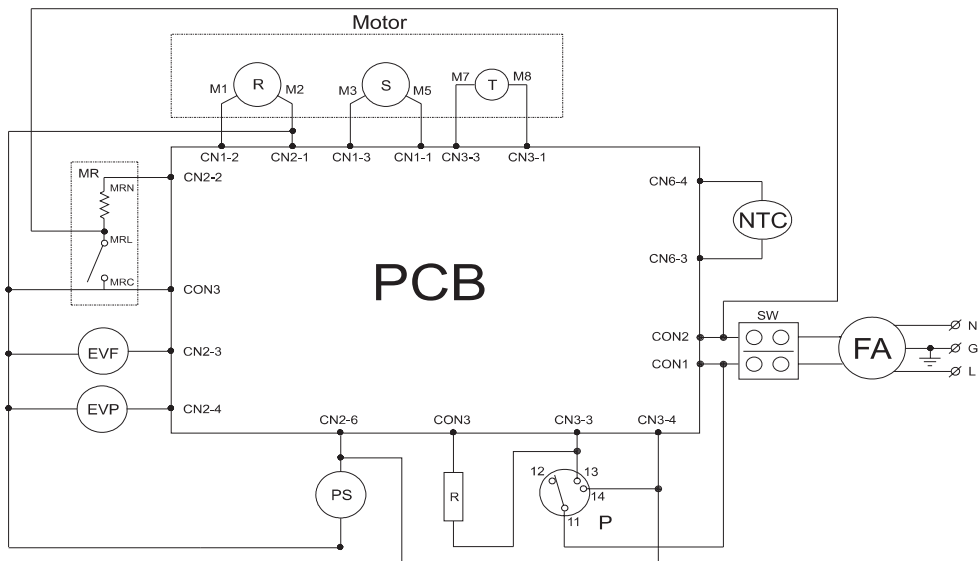 Motor
M1 R M2 M3 S M5 M7 T M8
CN1-2 CN2-1 CN1-3 CN1-1 CN3-3 CN3-1
MR
MRN
CN2-2
CN6-4
NTC
MRL
CN6-3
MRC
CON3
PCB
SW
N
CON2
FA
G
CON1
L
EVF
CN2-3
EVP
CN2-4
CN2-6 CON3 CN3-3 CN3-4
12 13
PS
R
14
11
P